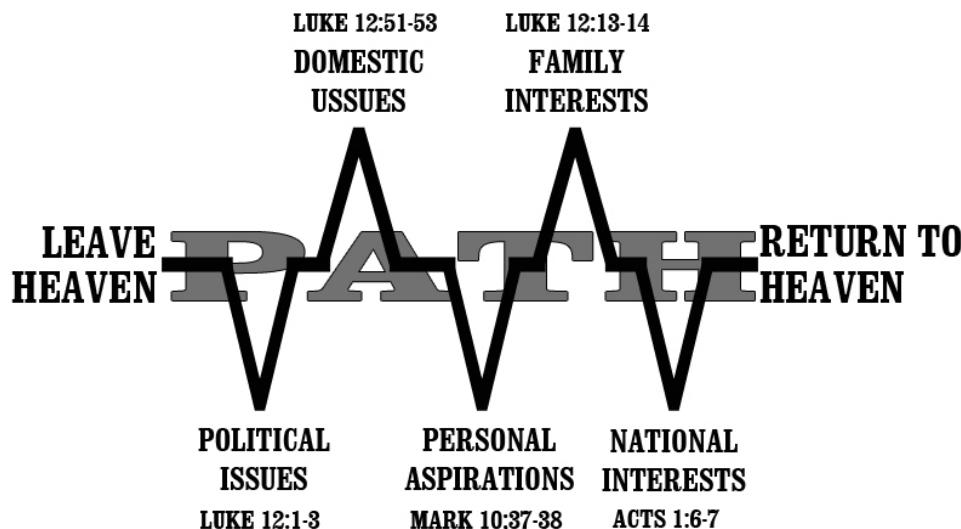 LUKE 12:51-53
DOMESTIC
USSUES
LUKE 12:13-14
FAMILY
INTERESTS
LEAVE
HEAVEN
PATH
RETURN TO
HEAVEN
POLITICAL
ISSUES
LUKE 12:1-3
PERSONAL
ASPIRATIONS
MARK 10:37-38
NATIONAL
INTERESTS
ACTS 1:6-7